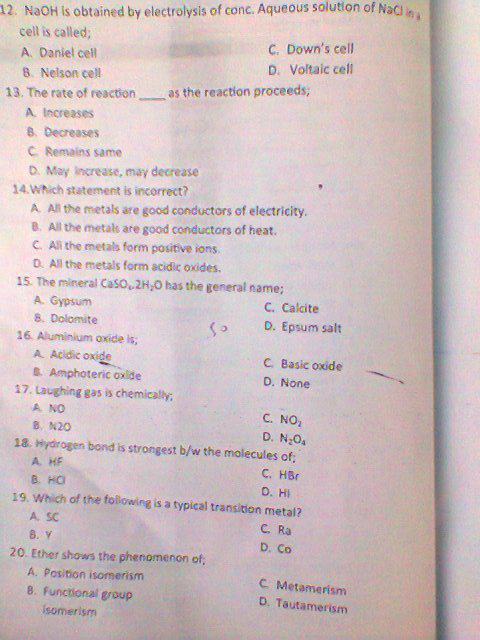 12. NaOH is obtained by electrolysis of conc. Aqueous solution of NaCl in a
cell is called;
A. Daniel cell
C. Down's cell
B. Nelson cell
D. Voltaic cell
13. The rate of reaction ____ as the reaction proceeds;
A. Increases
B. Decreases
C. Remains same
D. May increase, may decrease
14. Which statement is incorrect?
A. All the metals are good conductors of electricity.
B. All the metals are good conductors of heat.
C. All the metals form positive ions.
D. All the metals form acidic oxides.
15. The mineral CaSO₄.2H₂O has the general name;
A. Gypsum
C. Calcite
B. Dolomite
D. Epsum salt
16. Aluminium oxide is;
A. Acidic oxide
C. Basic oxide
B. Amphoteric oxide
D. None
17. Laughing gas is chemically;
A. NO
C. NO₂
B. N2O
D. N₂O₄
18. Hydrogen bond is strongest b/w the molecules of;
A. HF
C. HBr
B. HCl
D. HI
19. Which of the following is a typical transition metal?
A. SC
C. Ra
B. Y
D. Co
20. Ether shows the phenomenon of;
A. Position isomerism
C. Metamerism
B. Functional group
D. Tautamerism
isomerism